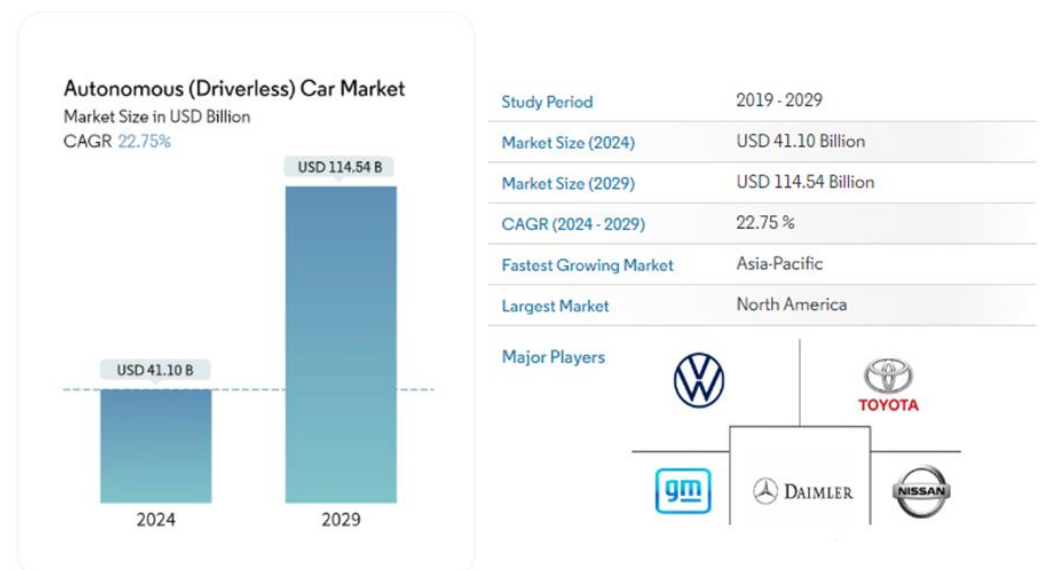 Autonomous (Driverless) Car Market
Market Size in USD Billion
CAGR 22.75%
USD 114.54 B
USD 41.10 B
2024
2029
Study Period
2019 - 2029
Market Size (2024)
USD 41.10 Billion
Market Size (2029)
USD 114.54 Billion
CAGR (2024 - 2029)
22.75 %
Fastest Growing Market
Asia-Pacific
Largest Market
North America
Major Players
TOYOTA
gm
DAIMLER
NISSAN